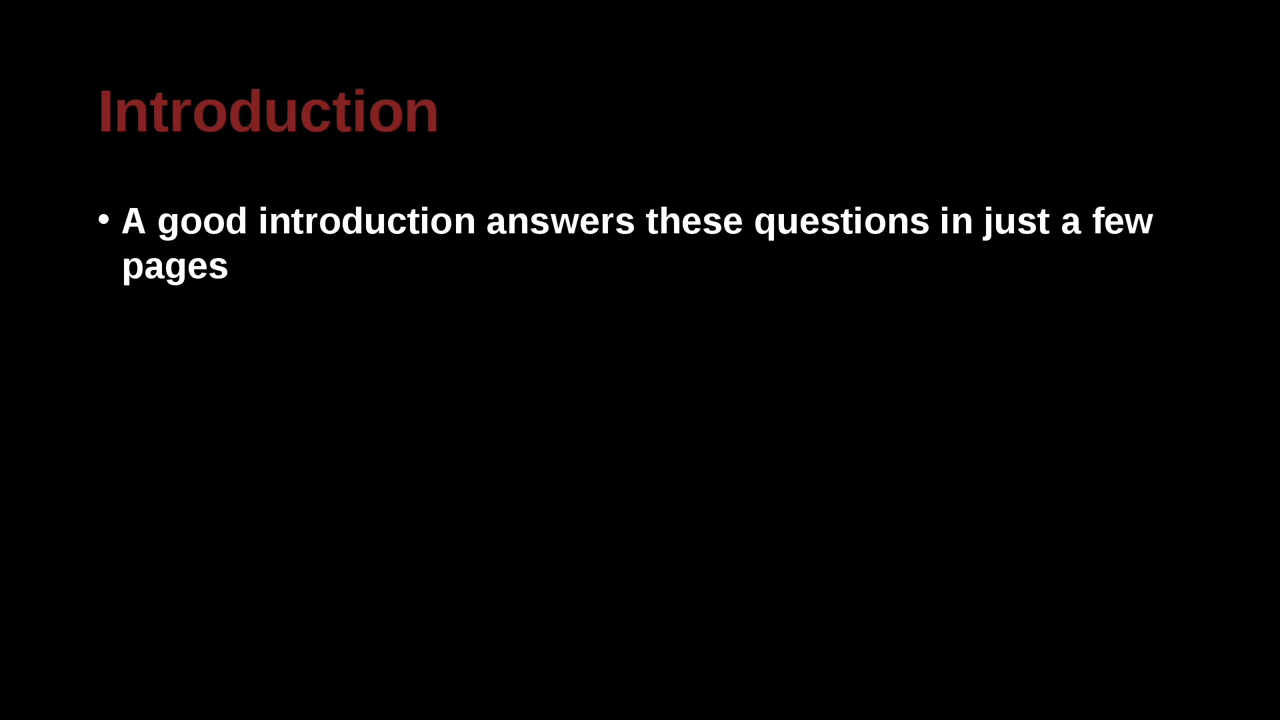 Introduction
• A good introduction answers these questions in just a few
pages